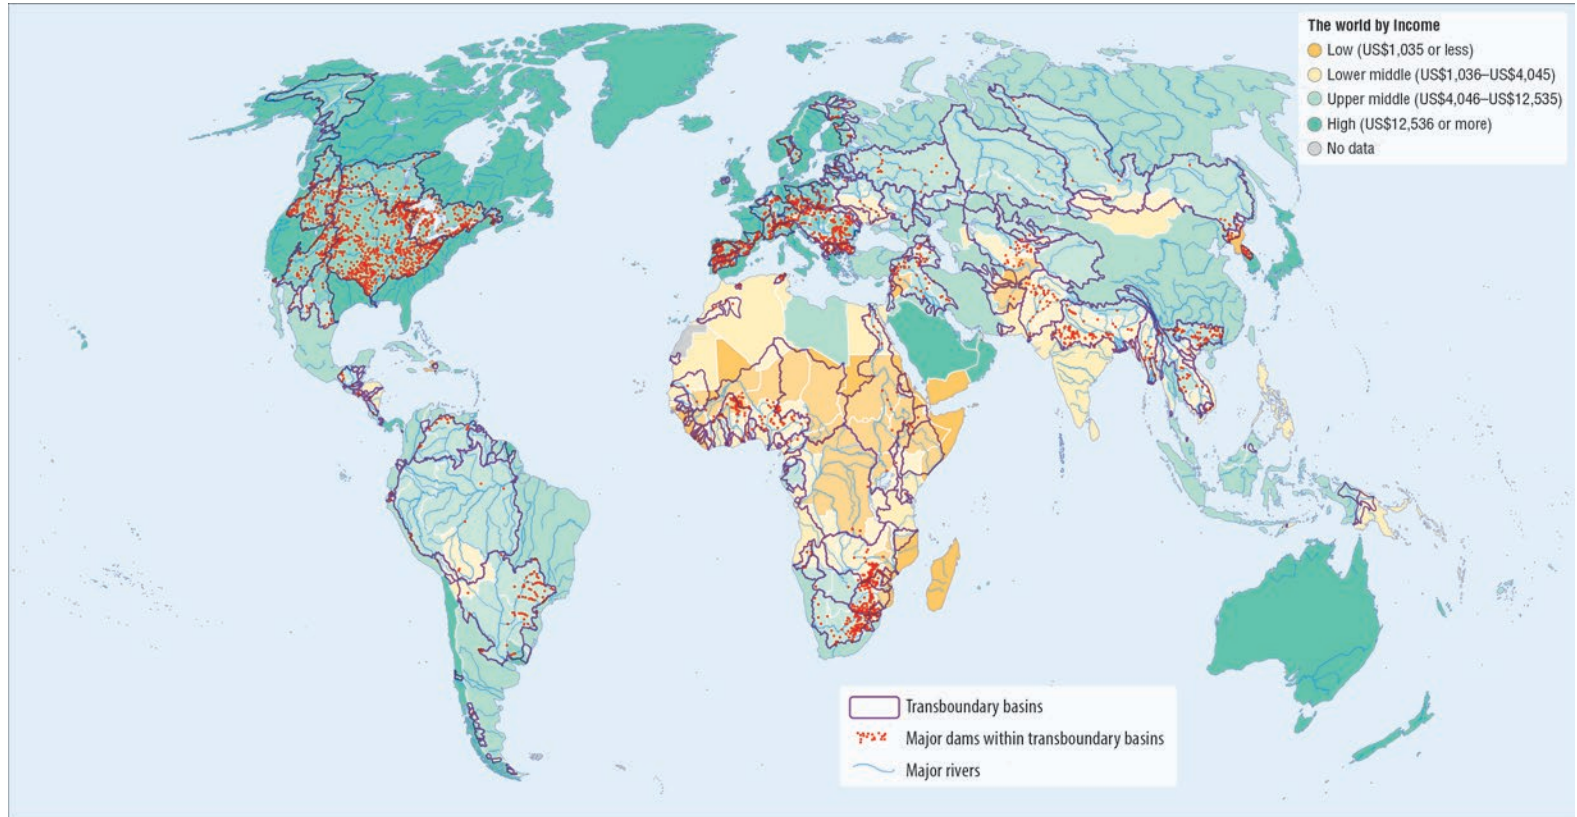 The world by Income
Low (US$1,035 or less)
Lower middle (US$1,036–US$4,045)
Upper middle (US$4,046–US$12,535)
High (US$12,536 or more)
No data
Transboundary basins
Major dams within transboundary basins
Major rivers